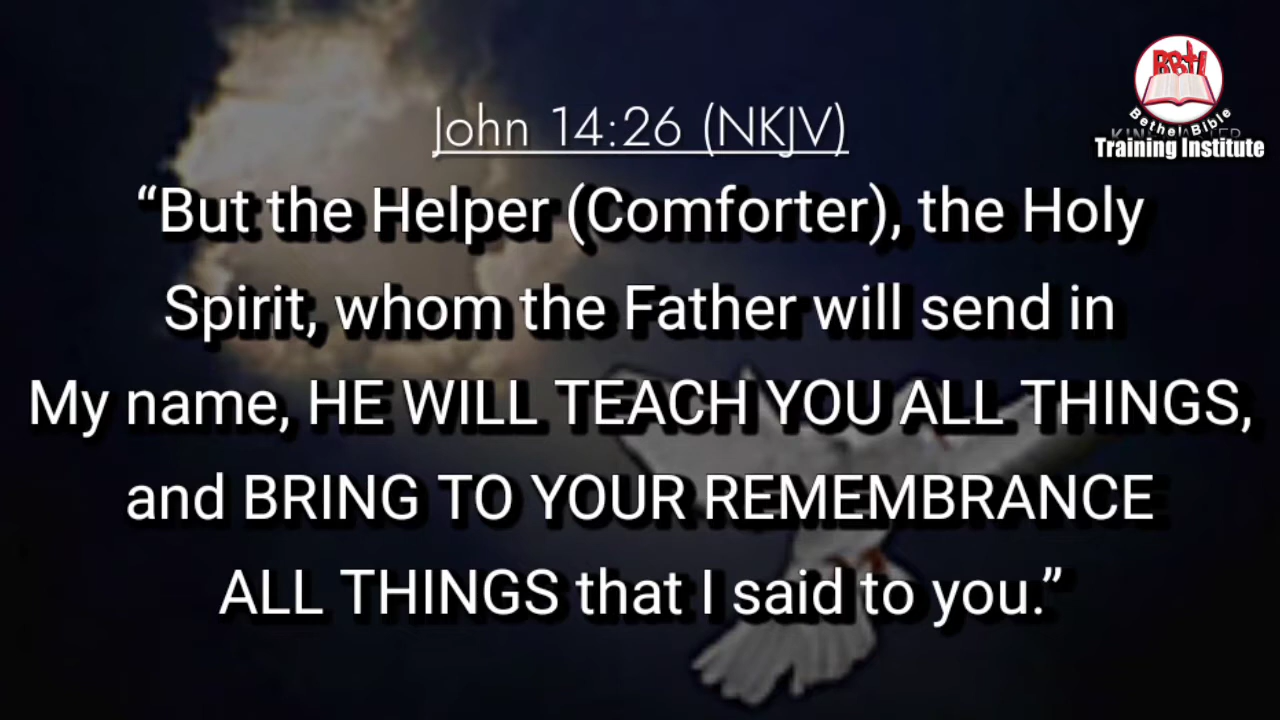 John 14:26 (NKJV)
“But the Helper (Comforter), the Holy
Spirit, whom the Father will send in
My name, HE WILL TEACH YOU ALL THINGS,
and BRING TO YOUR REMEMBRANCE
ALL THINGS that I said to you.”
BBTI
Bethel Bible
Training Institute